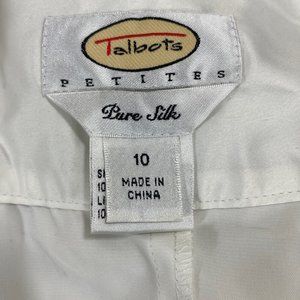 Talbots
PETITES
Pure Silk
10
MADE IN
CHINA